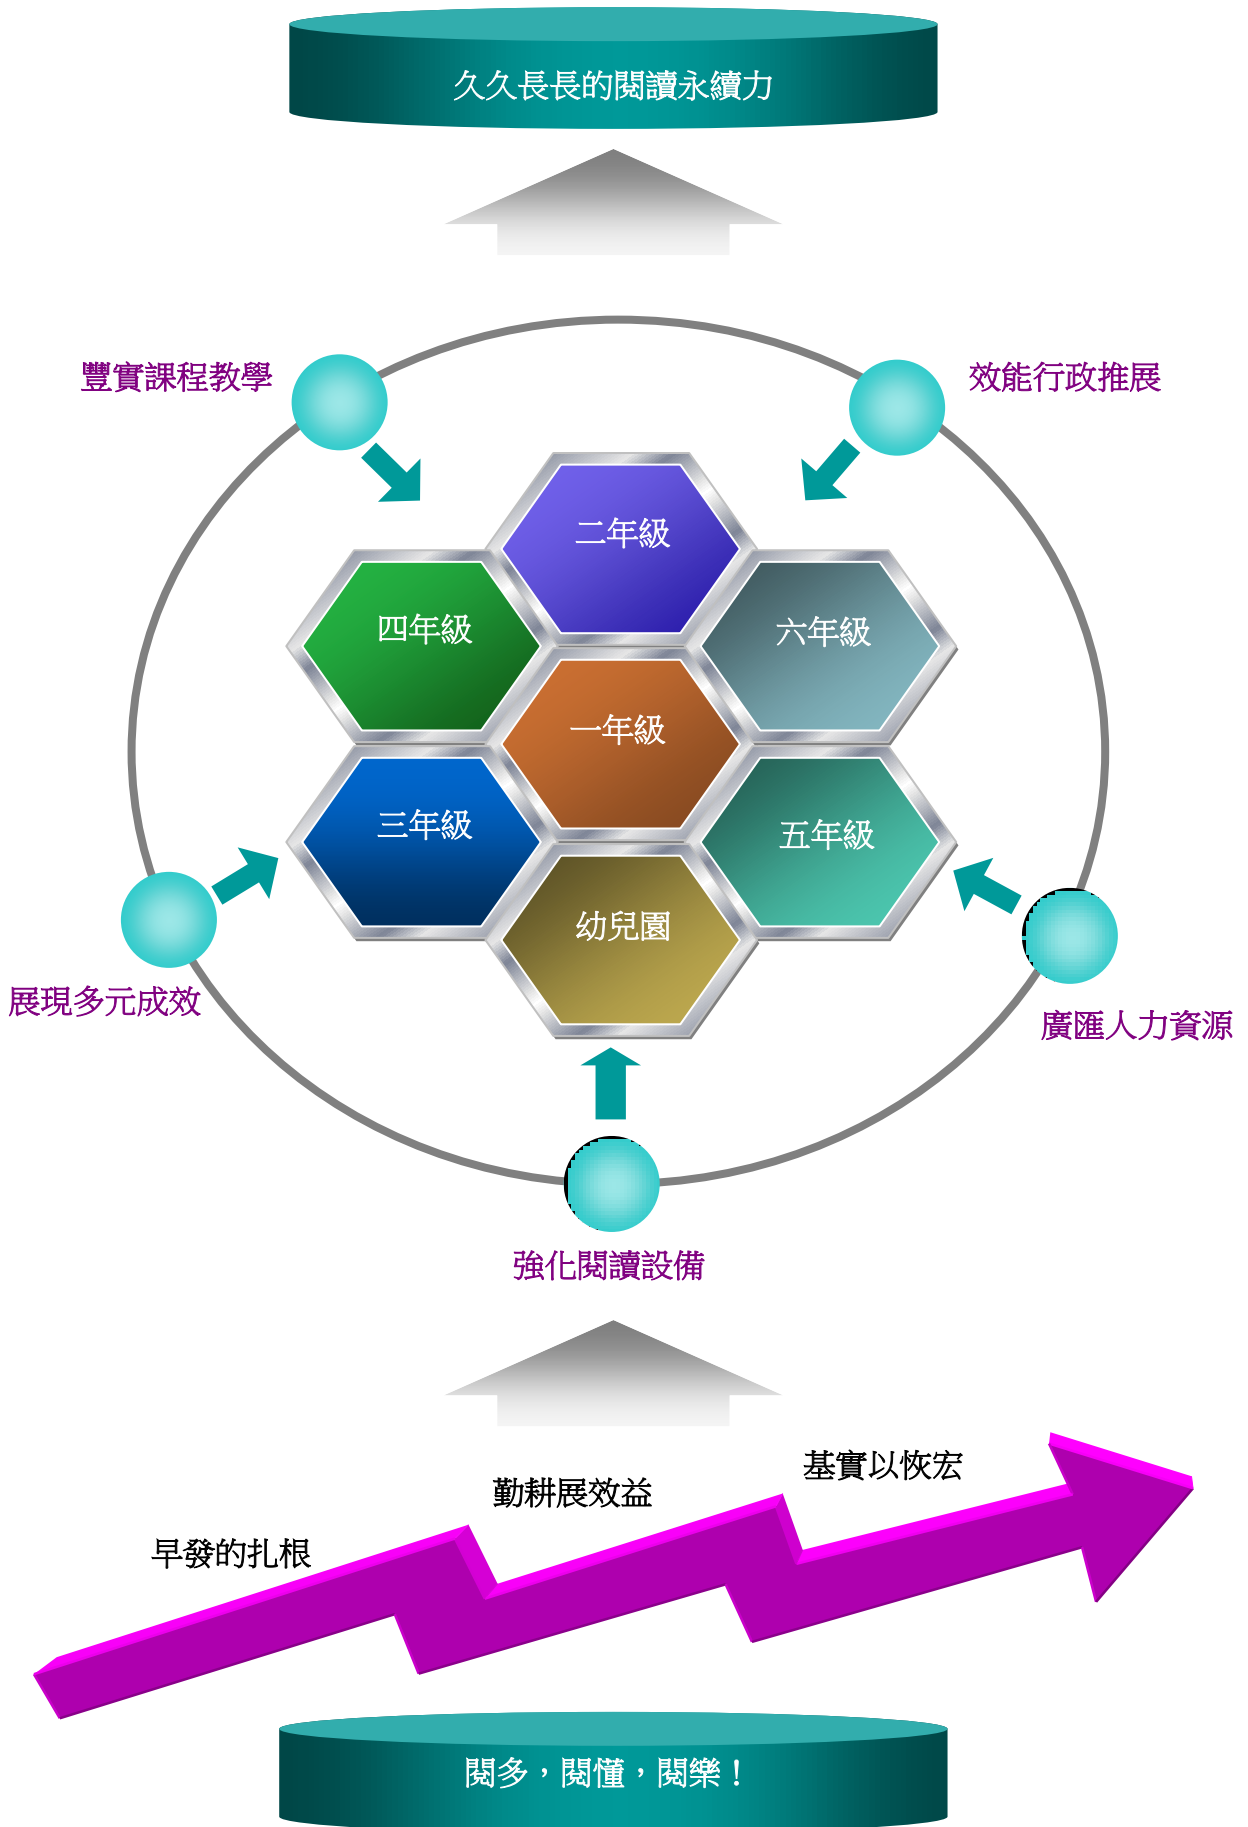 久久長長的閱讀永續力
豐實課程教學
效能行政推展
二年級
四年級
六年級
一年級
三年級
五年級
幼兒園
展現多元成效
廣匯人力資源
強化閱讀設備
基實以恢宏
勤耕展效益
早發的扎根
閱多，閱懂，閱樂！